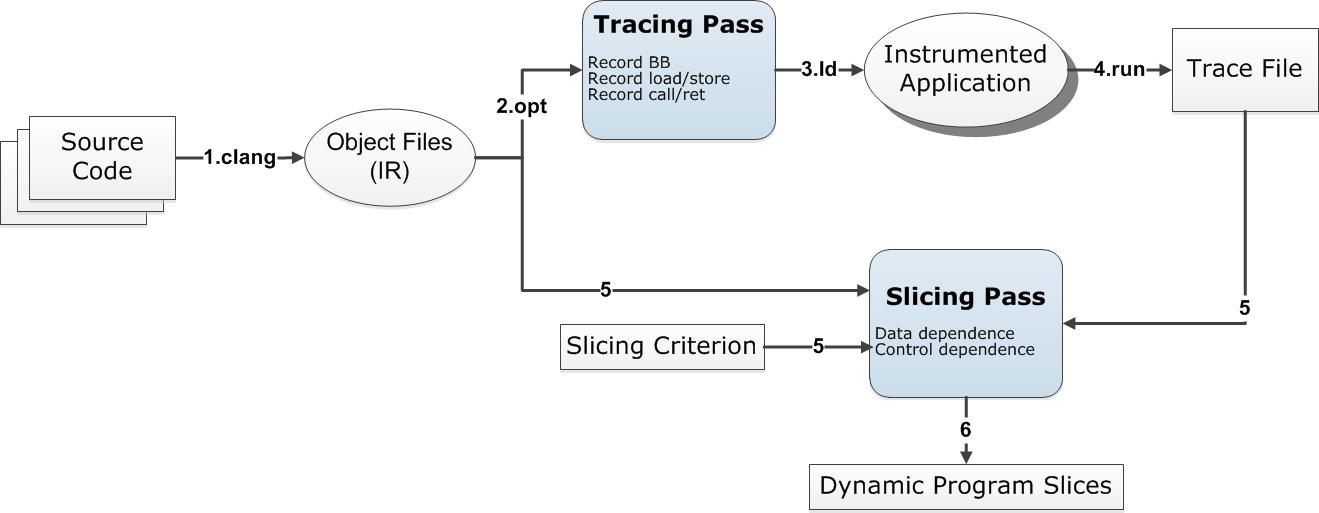 Tracing Pass
Record BB
Record load/store
Record call/ret
3.ld
Instrumented
Application
4.run
Trace File
2.opt
Source
Code
1.clang
Object Files
(IR)
5
Slicing Pass
Data dependence
Control dependence
5
Slicing Criterion
5
6
Dynamic Program Slices